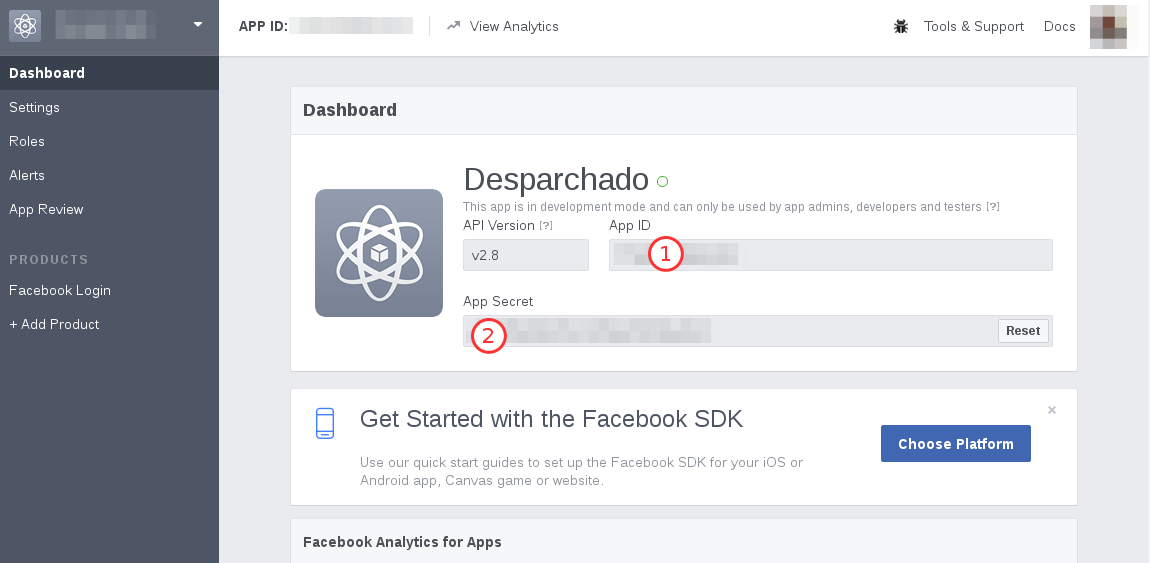 APP ID:
View Analytics
Tools & Support
Docs
Dashboard
Settings
Roles
Alerts
App Review
PRODUCTS
Facebook Login
+ Add Product
Dashboard
Desparchado
This app is in development mode and can only be used by app admins, developers and testers [?]
API Version [?]
App ID
v2.8
1
App Secret
2
Reset
Get Started with the Facebook SDK
×
Choose Platform
Use our quick start guides to set up the Facebook SDK for your iOS or
Android app, Canvas game or website.
Facebook Analytics for Apps